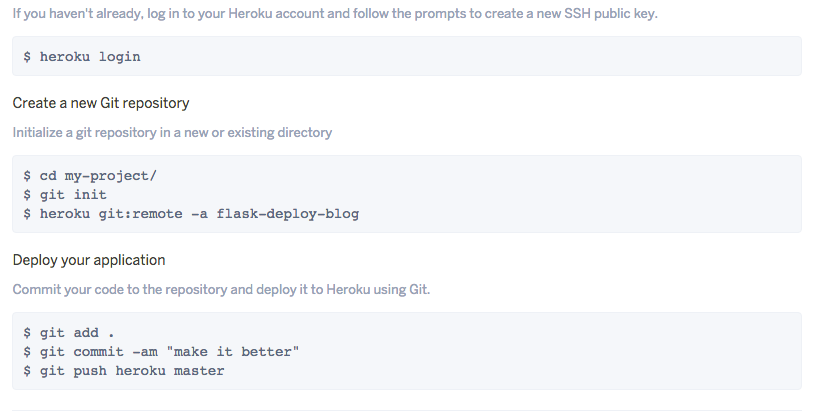 If you haven't already, log in to your Heroku account and follow the prompts to create a new SSH public key.
$ heroku login
Create a new Git repository
Initialize a git repository in a new or existing directory
$ cd my-project/
$ git init
$ heroku git:remote -a flask-deploy-blog
Deploy your application
Commit your code to the repository and deploy it to Heroku using Git.
$ git add .
$ git commit -am "make it better"
$ git push heroku master